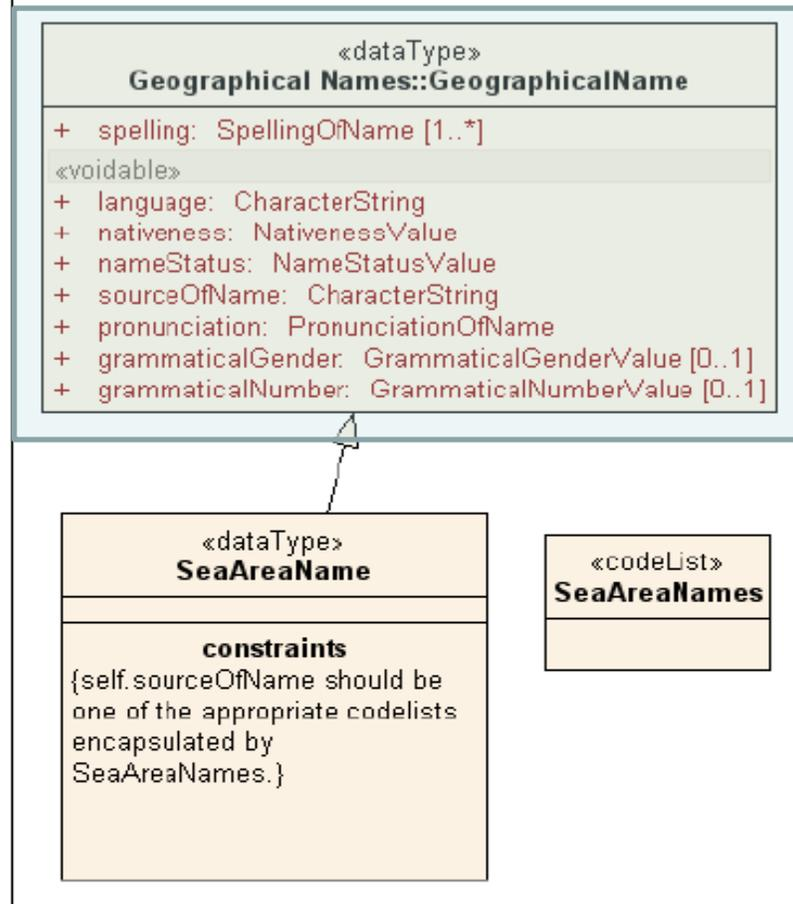 «dataType»
Geographical Names::GeographicalName
+ spelling: SpellingOfName [1..*]
«voidable»
+ language: CharacterString
+ nativeness: NativenessValue
+ nameStatus: NameStatusValue
+ sourceOfName: CharacterString
+ pronunciation: PronunciationOfName
+ grammaticalGender: GrammaticalGenderValue [0..1]
+ grammaticalNumber: GrammaticalNumberValue [0..1]
«dataType»
SeaAreaName
constraints
{self.sourceOfName should be
one of the appropriate codelists
encapsulated by
SeaAreaNames.}
«codeList»
SeaAreaNames